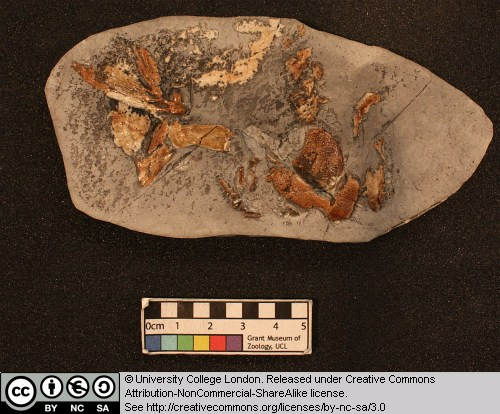 0cm 1 2 3 4 5
Grant Museum of
Zoology, UCL
cc
BY NC SA
© University College London. Released under Creative Commons
Attribution-NonCommercial-ShareAlike license.
See http://creativecommons.org/licenses/by-nc-sa/3.0